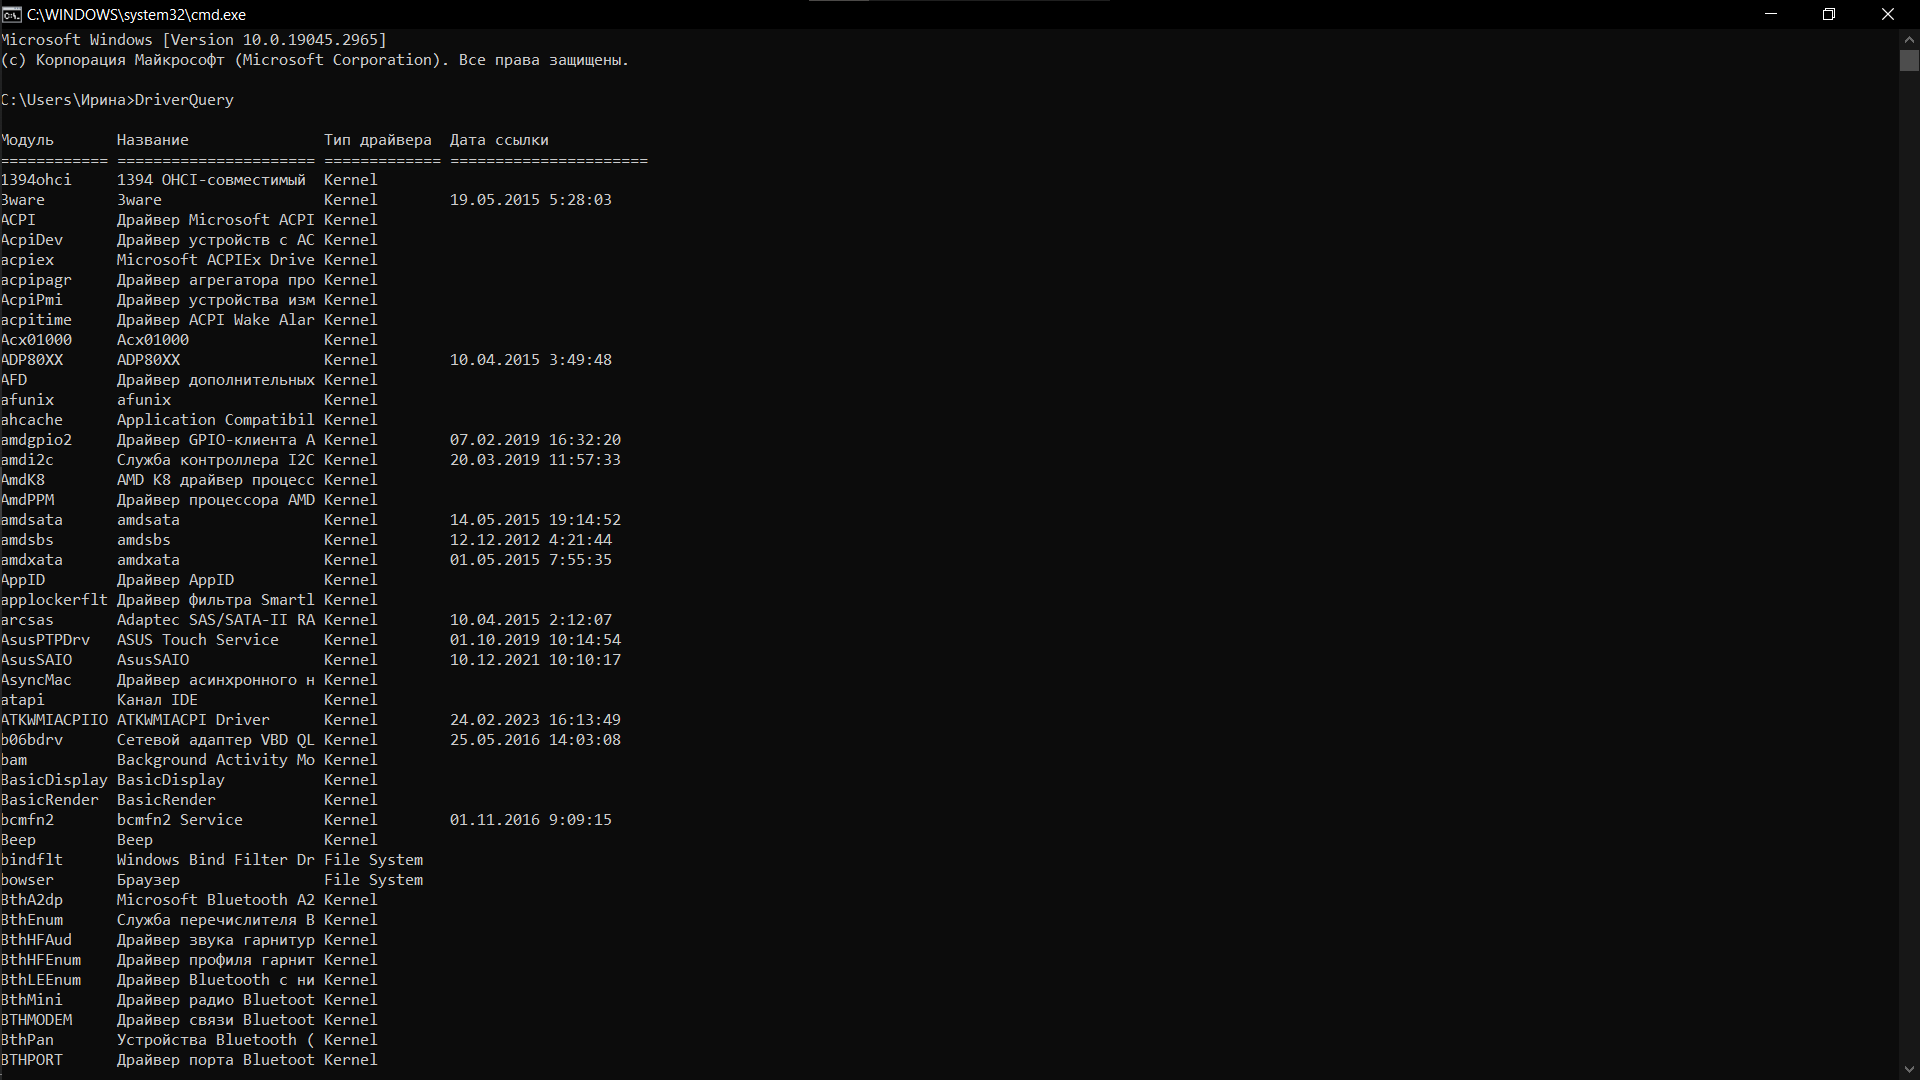 C:\WINDOWS\system32\cmd.exe
Microsoft Windows [Version 10.0.19045.2965]
(c) Корпорация Майкрософт (Microsoft Corporation). Все права защищены.
C:\Users\Ирина>DriverQuery
Модуль Название Тип драйвера Дата ссылки
============ ====================== ============= ======================
1394ohci 1394 OHCI-совместимый Kernel
3ware 3ware Kernel 19.05.2015 5:28:03
ACPI Драйвер Microsoft ACPI Kernel
AcpiDev Драйвер устройств с AC Kernel
acpiex Microsoft ACPIEx Drive Kernel
acpipagr Драйвер агрегатора про Kernel
AcpiPmi Драйвер устройства изм Kernel
acpitime Драйвер ACPI Wake Alar Kernel
Acx01000 Acx01000 Kernel
ADP80XX ADP80XX Kernel 10.04.2015 3:49:48
AFD Драйвер дополнительных Kernel
afunix afunix Kernel
ahcache Application Compatibil Kernel
amdgpio2 Драйвер GPIO-клиента A Kernel 07.02.2019 16:32:20
amdi2c Служба контроллера I2C Kernel 20.03.2019 11:57:33
AmdK8 AMD K8 драйвер процесс Kernel
AmdPPM Драйвер процессора AMD Kernel
amdsata amdsata Kernel 14.05.2015 19:14:52
amdsbs amdsbs Kernel 12.12.2012 4:21:44
amdxata amdxata Kernel 01.05.2015 7:55:35
AppID Драйвер AppID Kernel
applockerflt Драйвер фильтра Smartl Kernel
arcsas Adaptec SAS/SATA-II RA Kernel 10.04.2015 2:12:07
AsusPTPDrv ASUS Touch Service Kernel 01.10.2019 10:14:54
AsusSAIO AsusSAIO Kernel 10.12.2021 10:10:17
AsyncMac Драйвер асинхронного н Kernel
atapi Канал IDE Kernel
ATKWMIACPIIO ATKWMIACPI Driver Kernel 24.02.2023 16:13:49
b06bdrv Сетевой адаптер VBD QL Kernel 25.05.2016 14:03:08
bam Background Activity Mo Kernel
BasicDisplay BasicDisplay Kernel
BasicRender BasicRender Kernel
bcmfn2 bcmfn2 Service Kernel 01.11.2016 9:09:15
Beep Beep Kernel
bindflt Windows Bind Filter Dr File System
bowser Браузер File System
BthA2dp Microsoft Bluetooth A2 Kernel
BthEnum Служба перечислителя B Kernel
BthHFAud Драйвер звука гарнитур Kernel
BthHFEnum Драйвер профиля гарнит Kernel
BthLEEnum Драйвер Bluetooth с ни Kernel
BthMini Драйвер радио Bluetoot Kernel
BTHMODEM Драйвер связи Bluetoot Kernel
BthPan Устройства Bluetooth ( Kernel
BTHPORT Драйвер порта Bluetoot Kernel